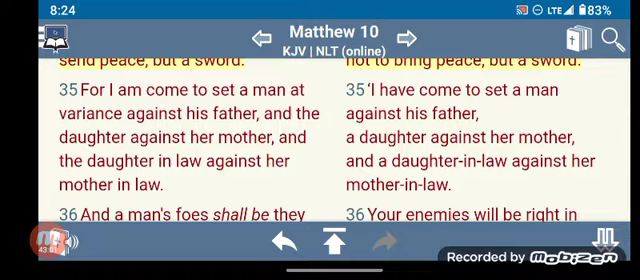 8:24
LTE
83%
Matthew 10
KJV | NLT (online)
send peace, but a sword.
35 For I am come to set a man at
variance against his father, and the
daughter against her mother, and
the daughter in law against her
mother in law.
36 And a man's foes shall be they
not to bring peace, but a sword.
35 ‘I have come to set a man
against his father,
a daughter against her mother,
and a daughter-in-law against her
mother-in-law.
36 Your enemies will be right in
43:01
Recorded by mobizen